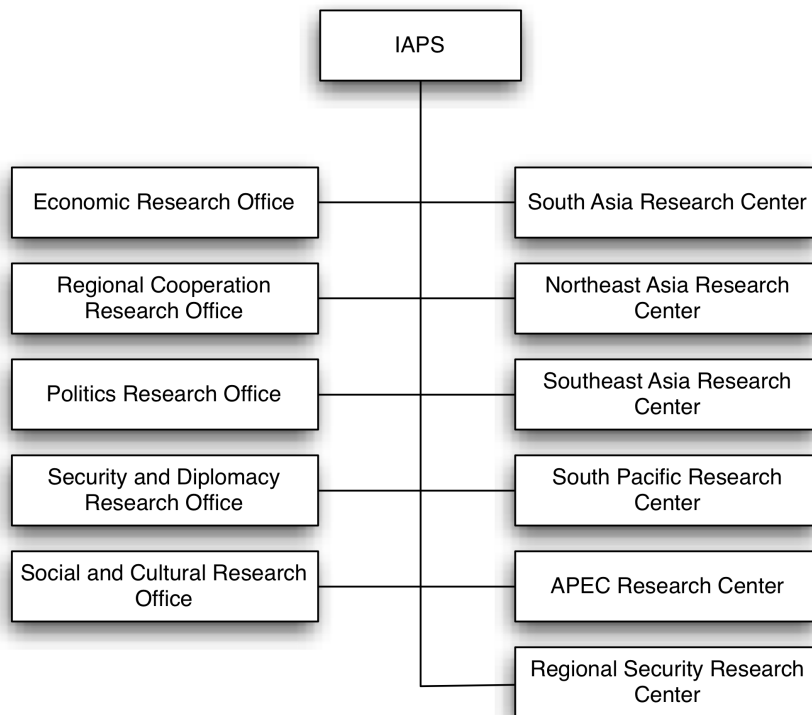 IAPS
Economic Research Office
South Asia Research Center
Regional Cooperation
Research Office
Northeast Asia Research
Center
Politics Research Office
Southeast Asia Research
Center
Security and Diplomacy
Research Office
South Pacific Research
Center
Social and Cultural Research
Office
APEC Research Center
Regional Security Research
Center